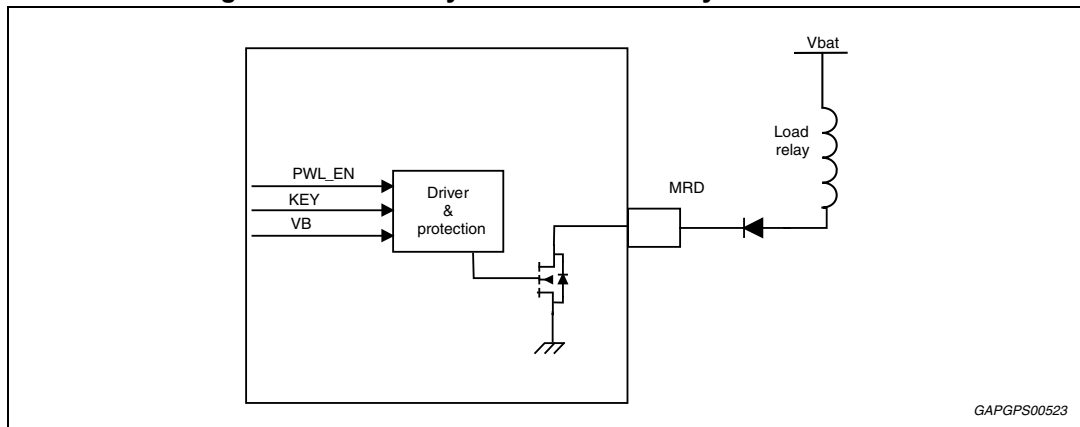 Vbat
Load
relay
MRD
PWL_EN
KEY
VB
Driver
&
protection
GAPGPS00523